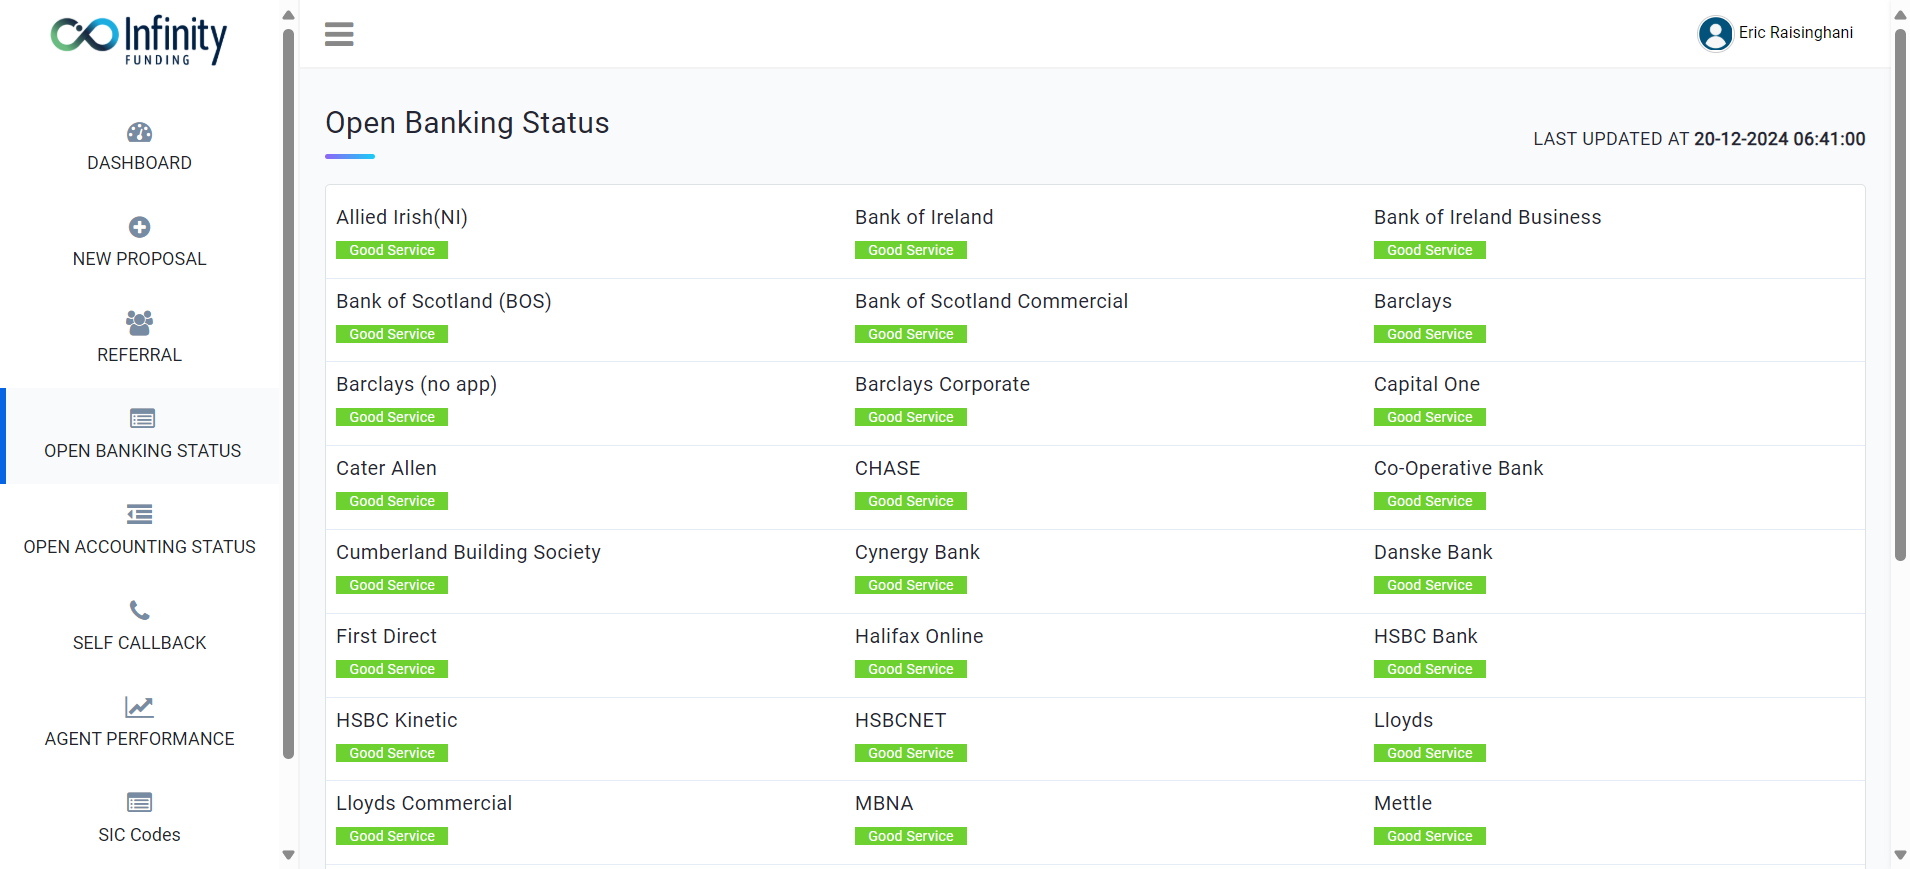 Infinity
FUNDING
Eric Raisinghani
DASHBOARD
NEW PROPOSAL
REFERRAL
OPEN BANKING STATUS
OPEN ACCOUNTING STATUS
SELF CALLBACK
AGENT PERFORMANCE
SIC Codes
Open Banking Status
LAST UPDATED AT 20-12-2024 06:41:00
Allied Irish(NI) Bank of Ireland Bank of Ireland Business
Good Service Good Service Good Service
Bank of Scotland (BOS) Bank of Scotland Commercial Barclays
Good Service Good Service Good Service
Barclays (no app) Barclays Corporate Capital One
Good Service Good Service Good Service
Cater Allen CHASE Co-Operative Bank
Good Service Good Service Good Service
Cumberland Building Society Cynergy Bank Danske Bank
Good Service Good Service Good Service
First Direct Halifax Online HSBC Bank
Good Service Good Service Good Service
HSBC Kinetic HSBCNET Lloyds
Good Service Good Service Good Service
Lloyds Commercial MBNA Mettle
Good Service Good Service Good Service